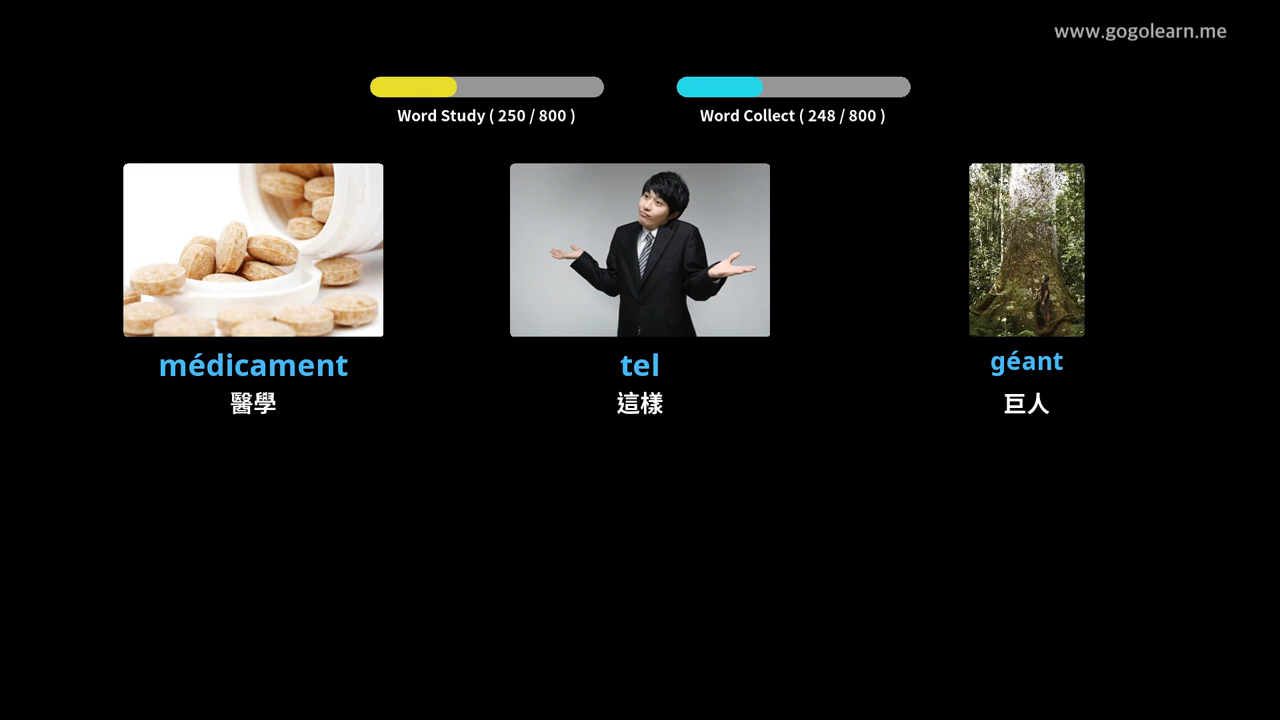 www.gogolearn.me
Word Study ( 250 / 800 )
Word Collect ( 248 / 800 )
médicament
tel
géant
醫學
這樣
巨人